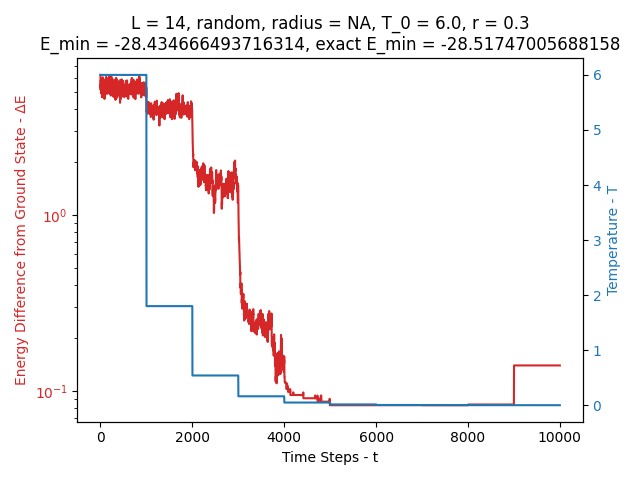 L = 14, random, radius = NA, T_0 = 6.0, r = 0.3
E_min = -28.434666493716314, exact E_min = -28.51747005688158
Energy Difference from Ground State - ΔE
10⁰
10⁻¹
6
5
4
3
2
1
0
Temperature - T
0 2000 4000 6000 8000 10000
Time Steps - t